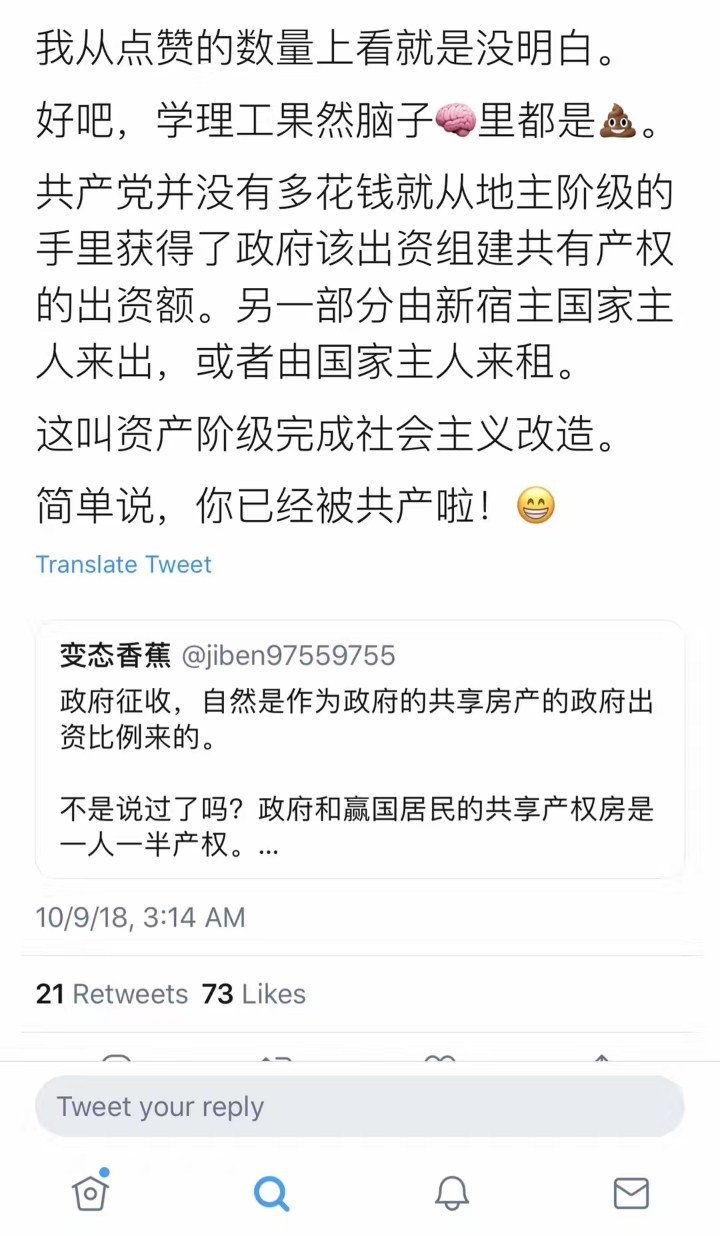 我从点赞的数量上看就是没明白。
好吧，学理工果然脑子🧠里都是💩。
共产党并没有多花钱就从地主阶级的
手里获得了政府该出资组建共有产权
的出资额。另一部分由新宿主国家主
人来出，或者由国家主人来租。
这叫资产阶级完成社会主义改造。
简单说，你已经被共产啦！😁
Translate Tweet
变态香蕉 @jiben97559755
政府征收，自然是作为政府的共享房产的政府出
资比例来的。
不是说过了吗？政府和赢国居民的共享产权房是
一人一半产权。...
10/9/18, 3:14 AM
21 Retweets 73 Likes
Tweet your reply